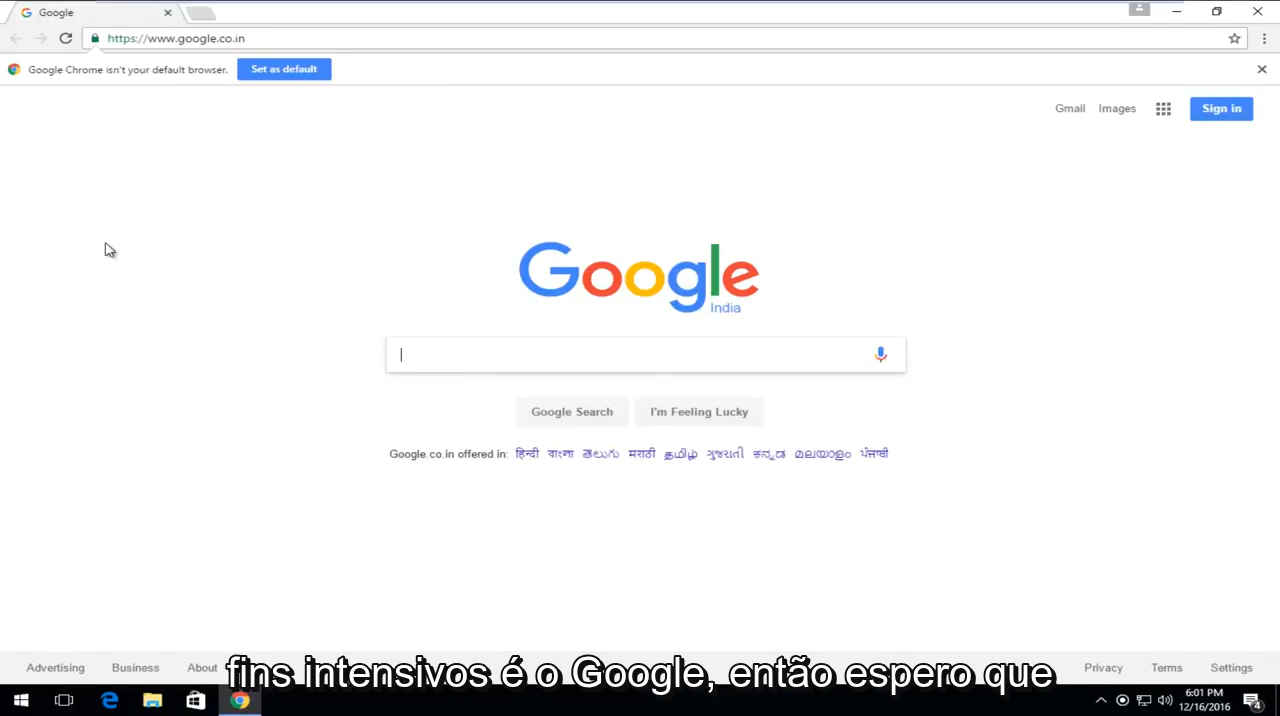 Google
https://www.google.co.in
Google Chrome isn't your default browser. Set as default
Gmail Images Sign in
Google
India
Google Search I'm Feeling Lucky
Google.co.in offered in: हिन्दी বাংলা తెలుగు मराठी தமிழ் ગુજરાતી ಕನ್ನಡ മലയാളം ਪੰਜਾਬੀ
Advertising Business About Privacy Terms Settings
fins intensivos é o Google, então espero que
6:01 PM
12/16/2016
4